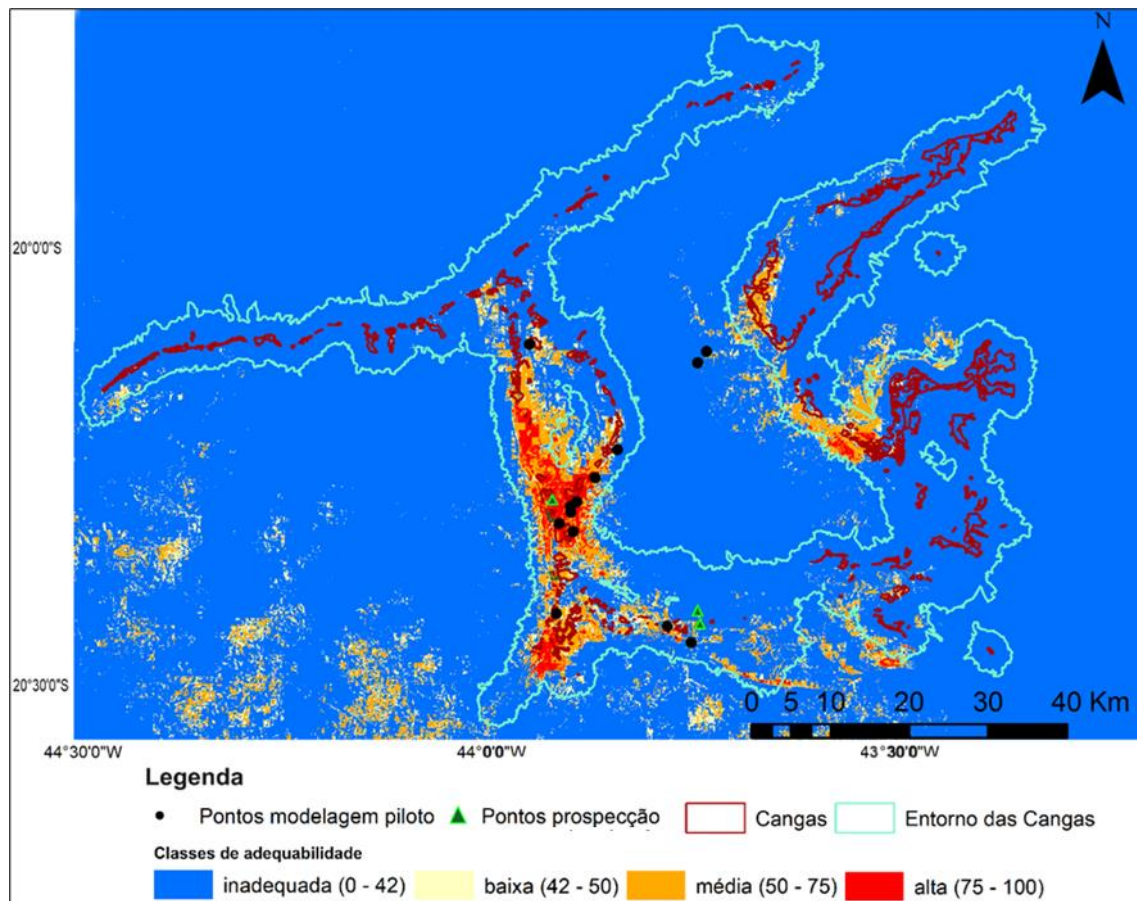 N
20°0'0"S
20°30'0"S
0 5 10 20 30 40 Km
44°30'0"W 44°0'0"W 43°30'0"W
Legenda
Pontos modelagem piloto Pontos prospecção Cangas Entorno das Cangas
Classes de adequabilidade
inadequada (0 - 42) baixa (42 - 50) média (50 - 75) alta (75 - 100)